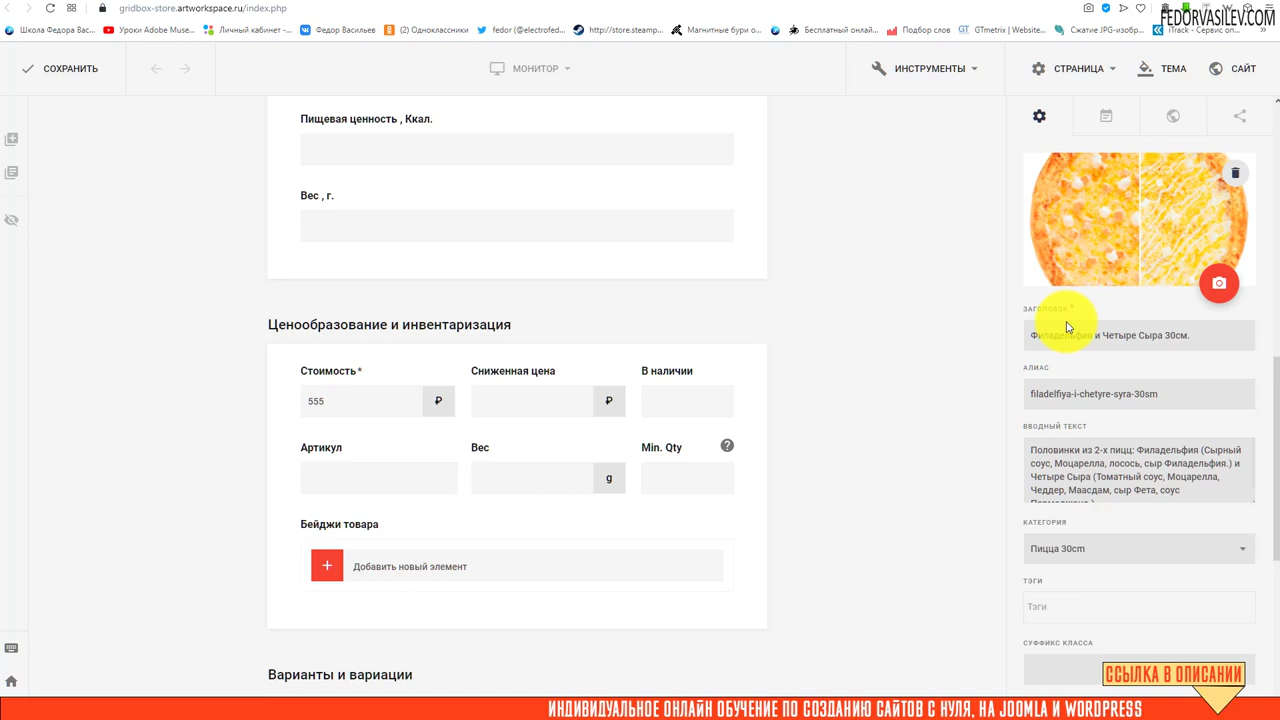 gridbox-store.artworkspace.ru/index.php
FEDORVASILEV.COM
Школа Федора Вас... Уроки Adobe Muse... Личный кабинет -... Федор Васильев (2) Одноклассники fedor (@electrofed... http://store.steamp... Магнитные бури о... Бесплатный онлай... Подбор слов GTmetrix | Website... Сжатие JPG-изобр... iTrack - Сервис оп...
СОХРАНИТЬ МОНИТОР ИНСТРУМЕНТЫ СТРАНИЦА ТЕМА САЙТ
Пищевая ценность , Ккал.
Вес , г.
Ценообразование и инвентаризация
Стоимость* Сниженная цена В наличии
555 ₽ ₽
Артикул Вес Min. Qty ?
g
Бейджи товара
+ Добавить новый элемент
Варианты и вариации
ЗАГОЛОВОК *
Филадельфия и Четыре Сыра 30см.
АЛИАС
filadelfiya-i-chetyre-syra-30sm
ВВОДНЫЙ ТЕКСТ
Половинки из 2-х пицц: Филадельфия (Сырный
соус, Моцарелла, лосось, сыр Филадельфия.) и
Четыре Сыра (Томатный соус, Моцарелла,
Чеддер, Маасдам, сыр Фета, соус
КАТЕГОРИЯ
Пицца 30cm
ТЭГИ
Тэги
СУФФИКС КЛАССА
ССЫЛКА В ОПИСАНИИ
ИНДИВИДУАЛЬНОЕ ОНЛАЙН ОБУЧЕНИЕ ПО СОЗДАНИЮ САЙТОВ С НУЛЯ, НА JOOMLA И WORDPRESS